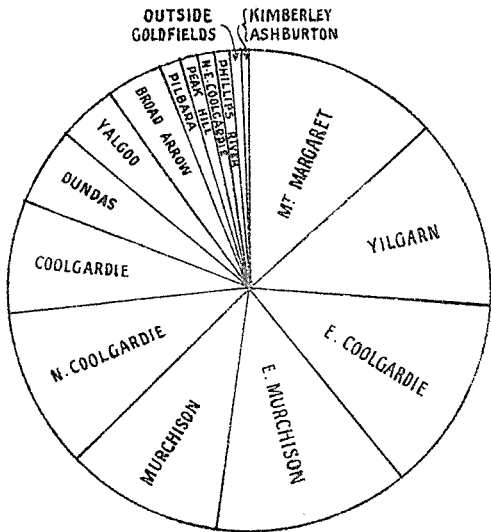 OUTSIDE
GOLDFIELDS
KIMBERLEY
ASHBURTON
MT MARGARET
YILGARN
E. COOLGARDIE
E. MURCHISON
MURCHISON
N. COOLGARDIE
COOLGARDIE
DUNDAS
YALGOO
BROAD ARROW
PILBARA
PEAK HILL
N.E. COOLGARDIE
PHILLIPS RIVER